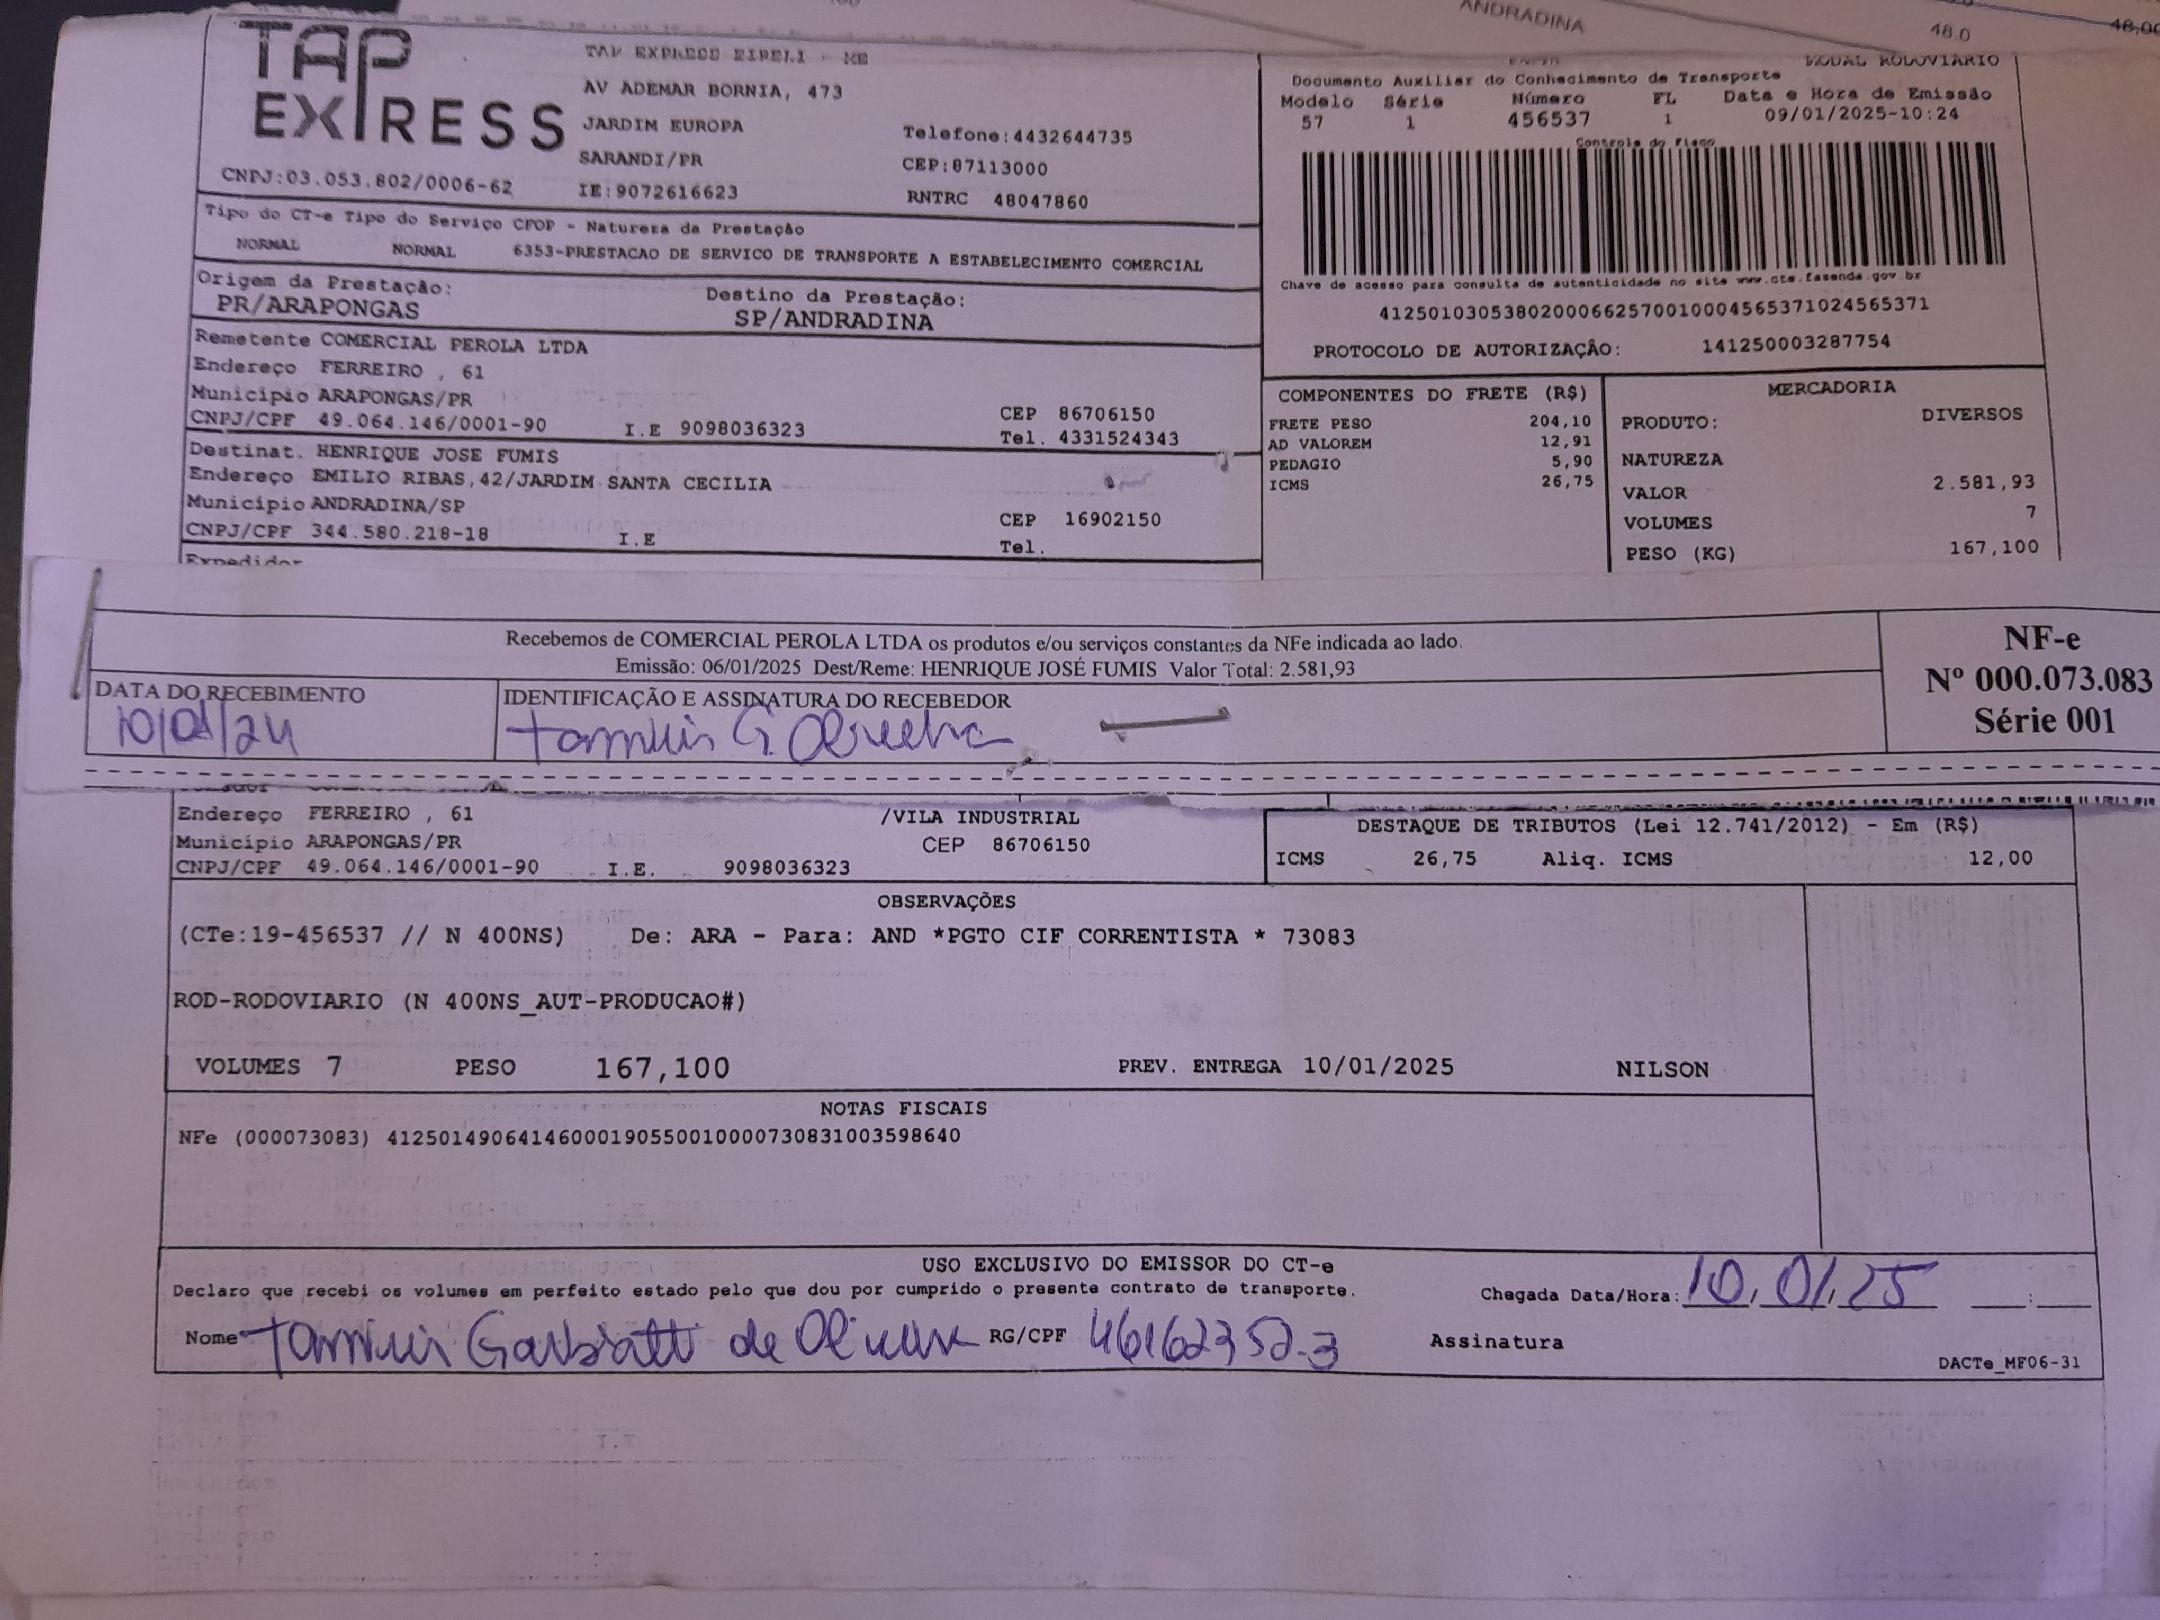 ANDRADINA
48.0
48,00
TAP
EXPRESS
TAP EXPRESS EIRELI - ME
AV ADEMAR BORNIA, 473
JARDIM EUROPA
Telefone:4432644735
SARANDI/PR
CEP:87113000
CNPJ:03.053.802/0006-62
IE:9072616623
RNTRC 48047860
MODAL RODOVIARIO
Documento Auxiliar do Conhecimento de Transporte
Modelo Série Número FL Data e Hora de Emissão
57 1 456537 1 09/01/2025-10:24
Controle do Fisco
Chave de acesso para consulta de autenticidade no site www.cte.fazenda.gov.br
41250103053802000662570010004565371024565371
PROTOCOLO DE AUTORIZAÇÃO: 141250003287754
Tipo do CT-e Tipo do Serviço CFOP - Natureza da Prestação
NORMAL NORMAL 6353-PRESTACAO DE SERVICO DE TRANSPORTE A ESTABELECIMENTO COMERCIAL
Origem da Prestação: Destino da Prestação:
PR/ARAPONGAS SP/ANDRADINA
Remetente COMERCIAL PEROLA LTDA
Endereço FERREIRO , 61
Município ARAPONGAS/PR CEP 86706150
CNPJ/CPF 49.064.146/0001-90 I.E 9098036323 Tel. 4331524343
Destinat. HENRIQUE JOSE FUMIS
Endereço EMILIO RIBAS,42/JARDIM SANTA CECILIA
Município ANDRADINA/SP CEP 16902150
CNPJ/CPF 344.580.218-18 I.E Tel.
Expedidor
COMPONENTES DO FRETE (R$)
FRETE PESO 204,10
AD VALOREM 12,91
PEDAGIO 5,90
ICMS 26,75
MERCADORIA
PRODUTO: DIVERSOS
NATUREZA
VALOR 2.581,93
VOLUMES 7
PESO (KG) 167,100
Recebemos de COMERCIAL PEROLA LTDA os produtos e/ou serviços constantes da NFe indicada ao lado.
Emissão: 06/01/2025 Dest/Reme: HENRIQUE JOSÉ FUMIS Valor Total: 2.581,93
DATA DO RECEBIMENTO
10/01/24
IDENTIFICAÇÃO E ASSINATURA DO RECEBEDOR
NF-e
Nº 000.073.083
Série 001
Endereço FERREIRO , 61 /VILA INDUSTRIAL
Município ARAPONGAS/PR CEP 86706150
CNPJ/CPF 49.064.146/0001-90 I.E. 9098036323
DESTAQUE DE TRIBUTOS (Lei 12.741/2012) - Em (R$)
ICMS 26,75 Aliq. ICMS 12,00
OBSERVAÇÕES
(CTe:19-456537 // N 400NS) De: ARA - Para: AND *PGTO CIF CORRENTISTA * 73083
ROD-RODOVIARIO (N 400NS_AUT-PRODUCAO#)
VOLUMES 7 PESO 167,100 PREV. ENTREGA 10/01/2025 NILSON
NOTAS FISCAIS
NFe (000073083) 41250149064146000190550010000730831003598640
USO EXCLUSIVO DO EMISSOR DO CT-e
Declaro que recebi os volumes em perfeito estado pelo que dou por cumprido o presente contrato de transporte.
Chegada Data/Hora: 10/01/25 :
Nome de Oliveira RG/CPF 46162352-3 Assinatura
DACTe_MF06-31